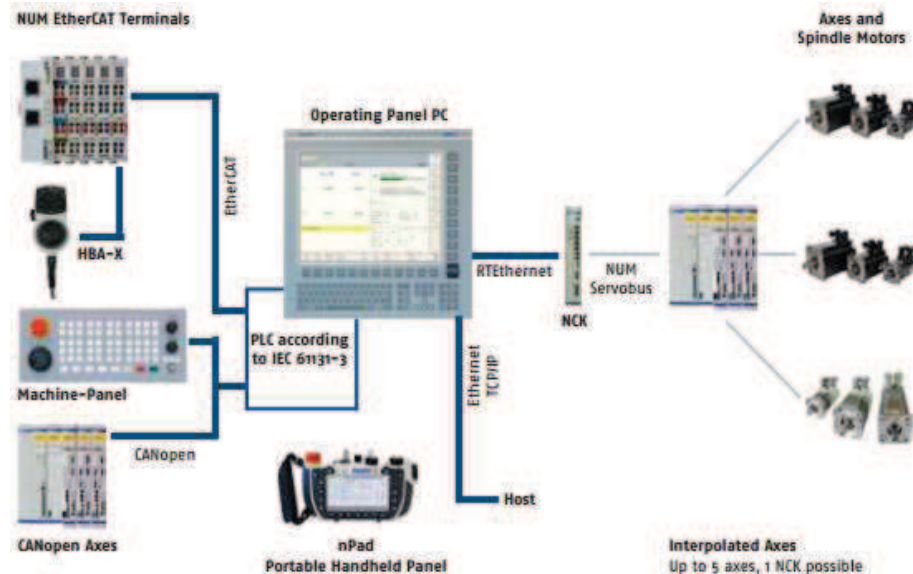 NUM EtherCAT Terminals
Axes and
Spindle Motors
Operating Panel PC
EtherCAT
HBA-X
RTEthernet
NUM
Servobus
NCK
PLC according
to IEC 61131-3
Machine-Panel
Ethernet
TCP/IP
CANopen
Host
CANopen Axes
nPad
Portable Handheld Panel
Interpolated Axes
Up to 5 axes, 1 NCK possible